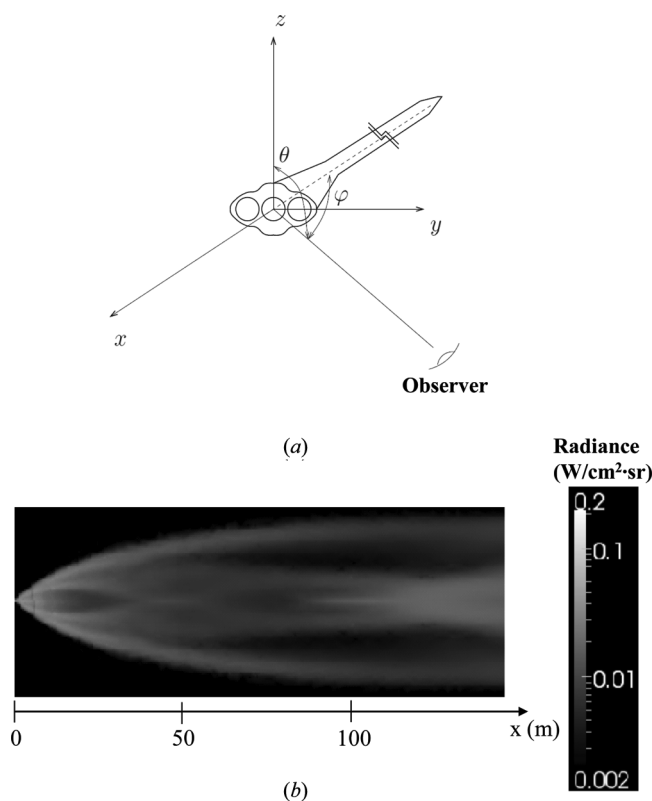 z
θ
φ
y
x
Observer
(a)
Radiance
(W/cm²·sr)
0.2
0.1
0.01
0.002
0 50 100 x (m)
(b)